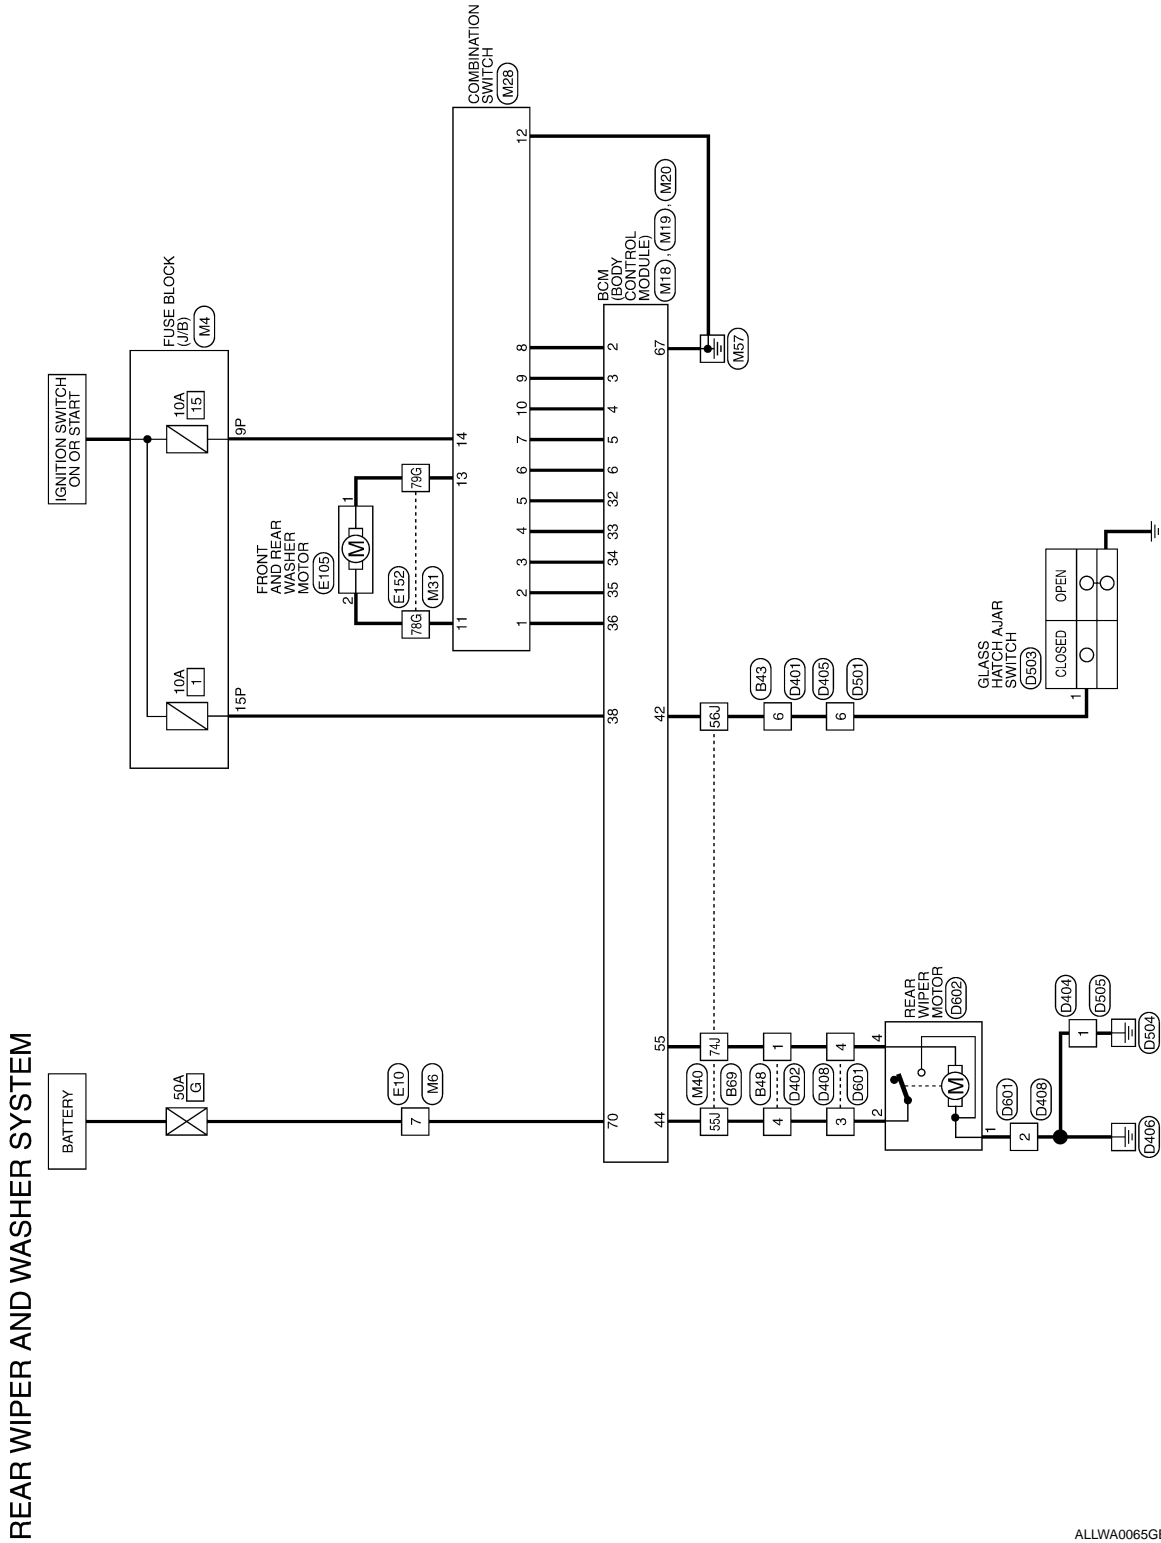 REAR WIPER AND WASHER SYSTEM
BATTERY
50A
G
E10
M6
7
70
IGNITION SWITCH
ON OR START
FUSE BLOCK
(J/B)
M4
10A
1
10A
15
15P
9P
FRONT
AND REAR
WASHER
MOTOR
E105
2
M
1
E152
M31
78G
79G
COMBINATION
SWITCH
M28
11
13
14
12
1
2
3
4
5
6
7
10
9
8
38
36
35
34
33
32
6
5
4
3
2
BCM
(BODY
CONTROL
MODULE)
M18 , M19 , M20
44
55
42
67
M57
55J
M40
B69
74J
56J
4
B48
D402
1
3
D408
D601
4
6
B43
D401
6
D405
D501
REAR
WIPER
MOTOR
D602
2
4
M
1
D601
D408
2
D406
D404
D505
1
D504
GLASS
HATCH AJAR
SWITCH
D503
CLOSED
OPEN
1
ALLWA0065GE